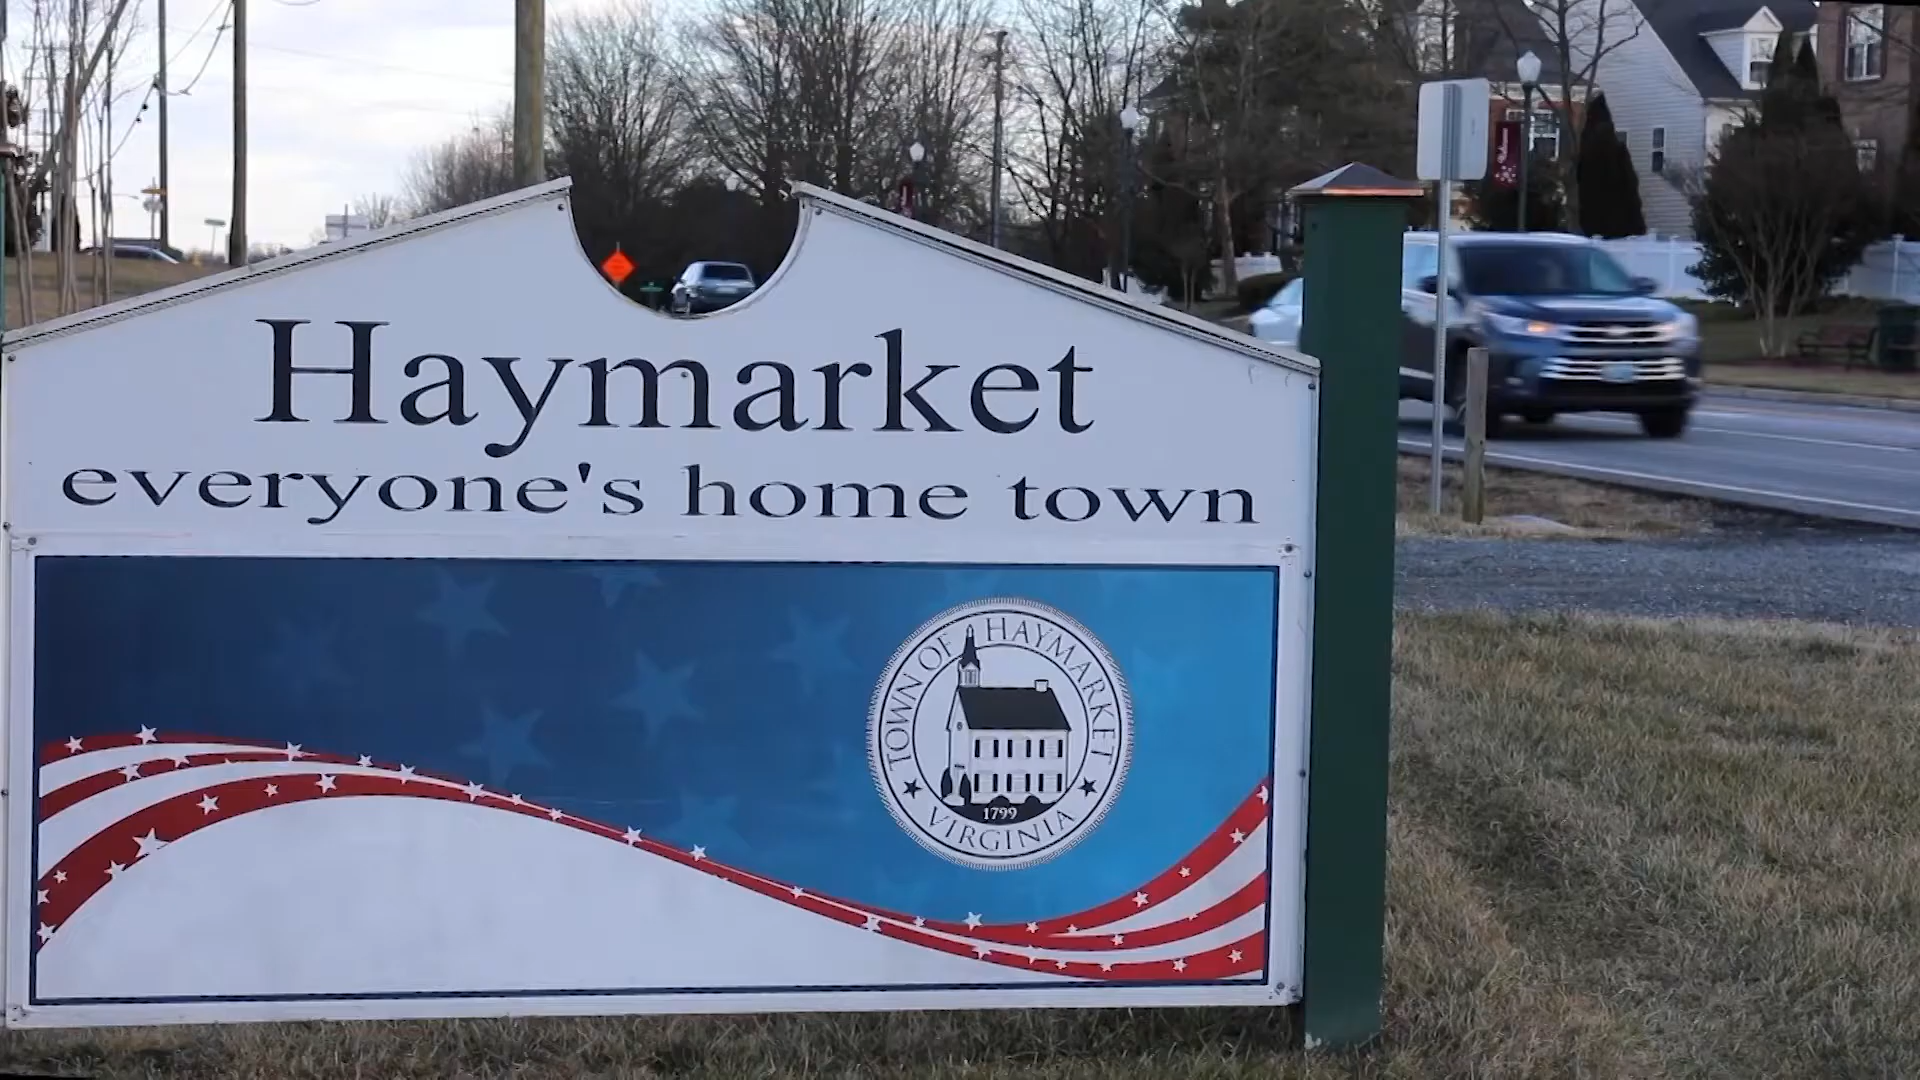 Haymarket
everyone's home town
TOWN OF HAYMARKET
1799
VIRGINIA